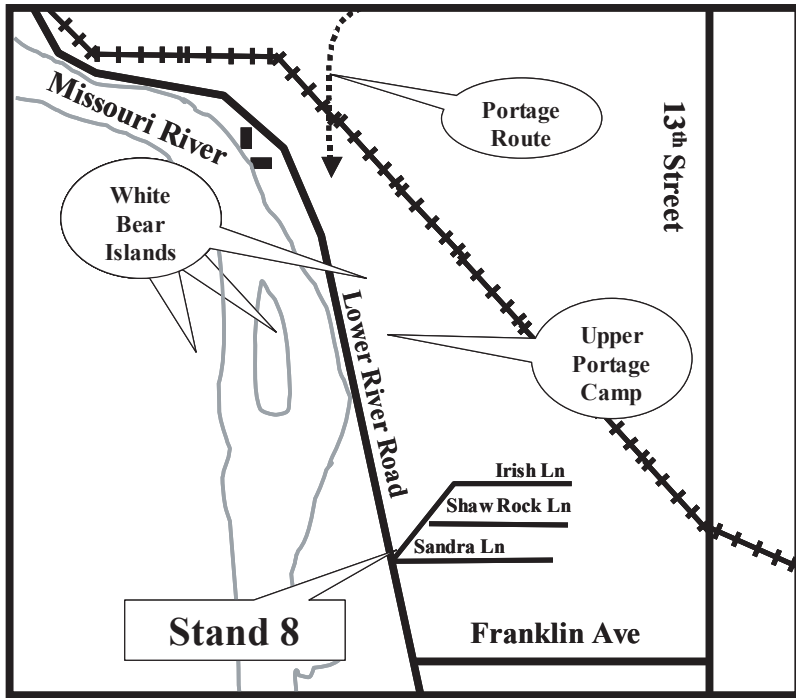 Missouri River
Portage
Route
13th Street
White
Bear
Islands
Lower River Road
Upper
Portage
Camp
Irish Ln
Shaw Rock Ln
Sandra Ln
Stand 8
Franklin Ave